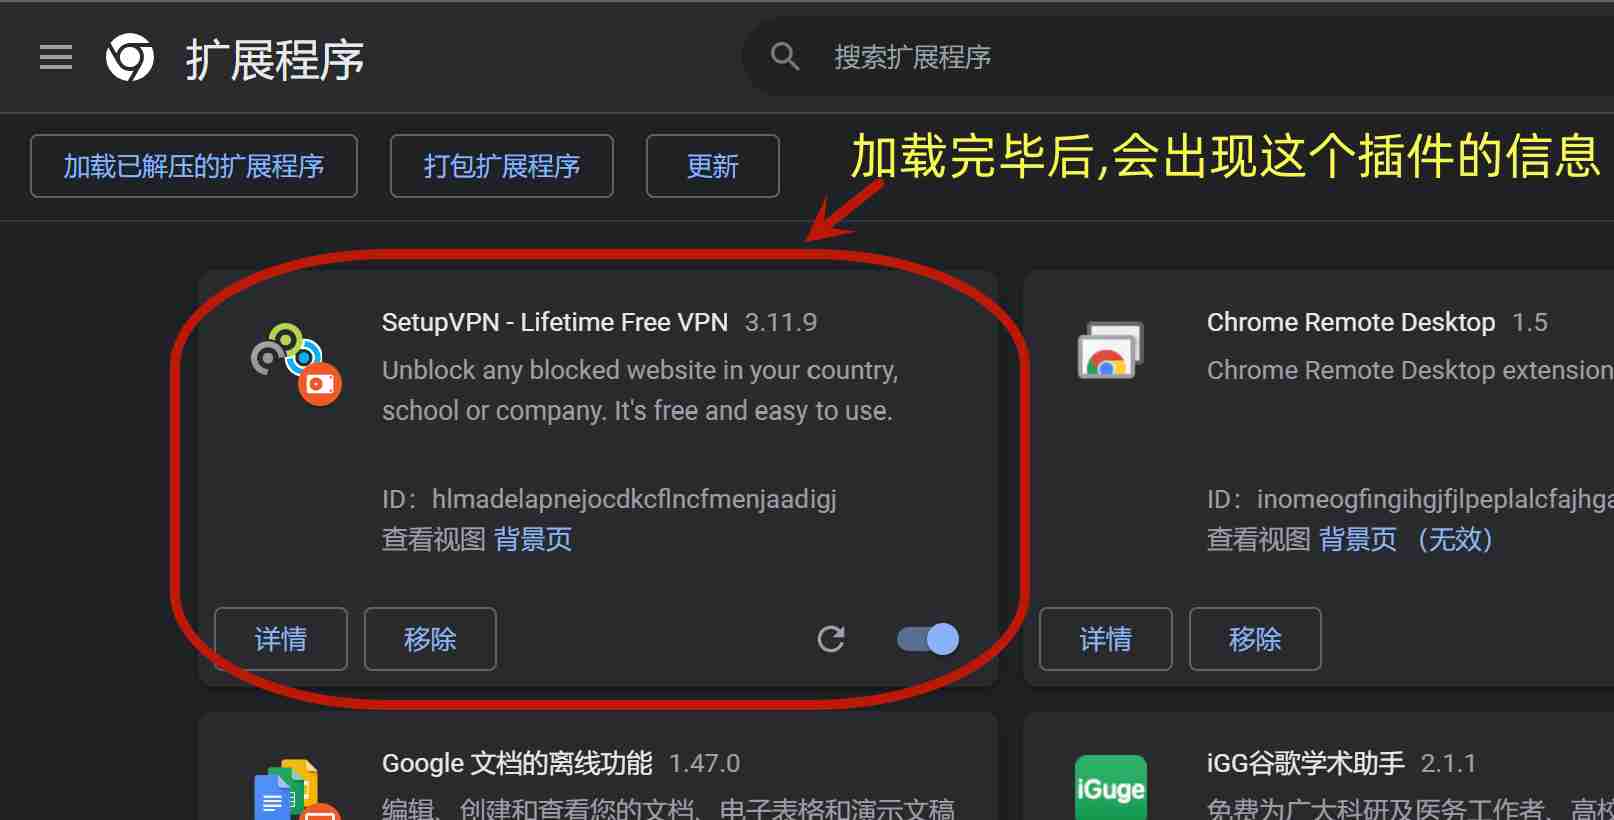 扩展程序
搜索扩展程序
加载已解压的扩展程序
打包扩展程序
更新
加载完毕后,会出现这个插件的信息
SetupVPN - Lifetime Free VPN 3.11.9
Unblock any blocked website in your country,
school or company. It's free and easy to use.
ID：hlmadelapnejocdkcflncfmenjaadigj
查看视图 背景页
详情
移除
Chrome Remote Desktop 1.5
Chrome Remote Desktop extension
ID：inomeogfingihgjfjlpeplalcfajhga
查看视图 背景页 （无效）
详情
移除
Google 文档的离线功能 1.47.0
编辑、创建和查看您的文档、电子表格和演示文稿
iGuge
iGG谷歌学术助手 2.1.1
免费为广大科研及医务工作者、高校